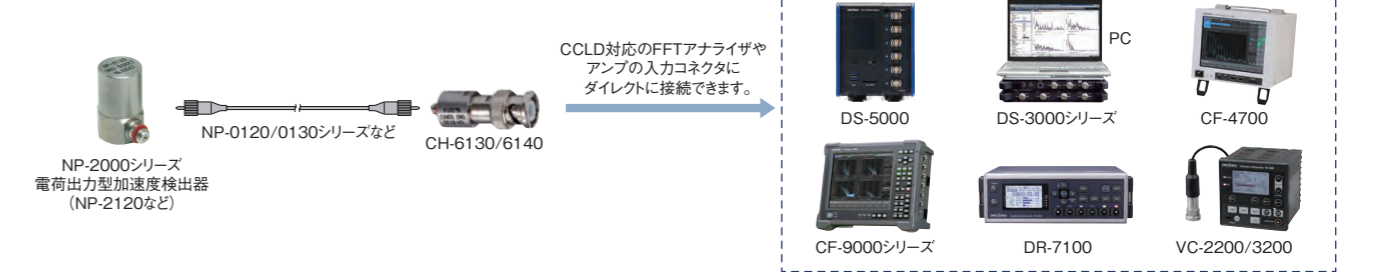 NP-2000シリーズ
電荷出力型加速度検出器
（NP-2120など）
NP-0120/0130シリーズなど
CH-6130/6140
CCLD対応のFFTアナライザや
アンプの入力コネクタに
ダイレクトに接続できます。
DS-5000
PC
DS-3000シリーズ
CF-4700
CF-9000シリーズ
DR-7100
VC-2200/3200